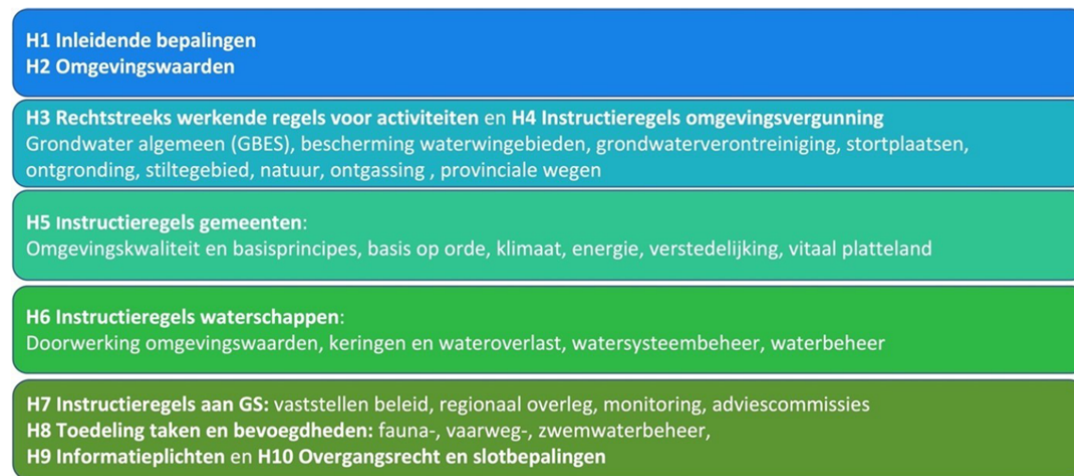 H1 Inleidende bepalingen
H2 Omgevingswaarden
H3 Rechtstreeks werkende regels voor activiteiten en H4 Instructieregels omgevingsvergunning
Grondwater algemeen (GBES), bescherming waterwingebieden, grondwaterverontreiniging, stortplaatsen,
ontgronding, stiltegebied, natuur, ontgassing , provinciale wegen
H5 Instructieregels gemeenten:
Omgevingskwaliteit en basisprincipes, basis op orde, klimaat, energie, verstedelijking, vitaal platteland
H6 Instructieregels waterschappen:
Doorwerking omgevingswaarden, keringen en wateroverlast, watersysteembeheer, waterbeheer
H7 Instructieregels aan GS: vaststellen beleid, regionaal overleg, monitoring, adviescommissies
H8 Toedeling taken en bevoegdheden: fauna-, vaarweg-, zwemwaterbeheer,
H9 Informatieplichten en H10 Overgangsrecht en slotbepalingen